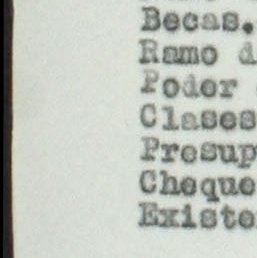 Becas.
Ramo d
Poder
Clases
Presup
Cheque
Existe